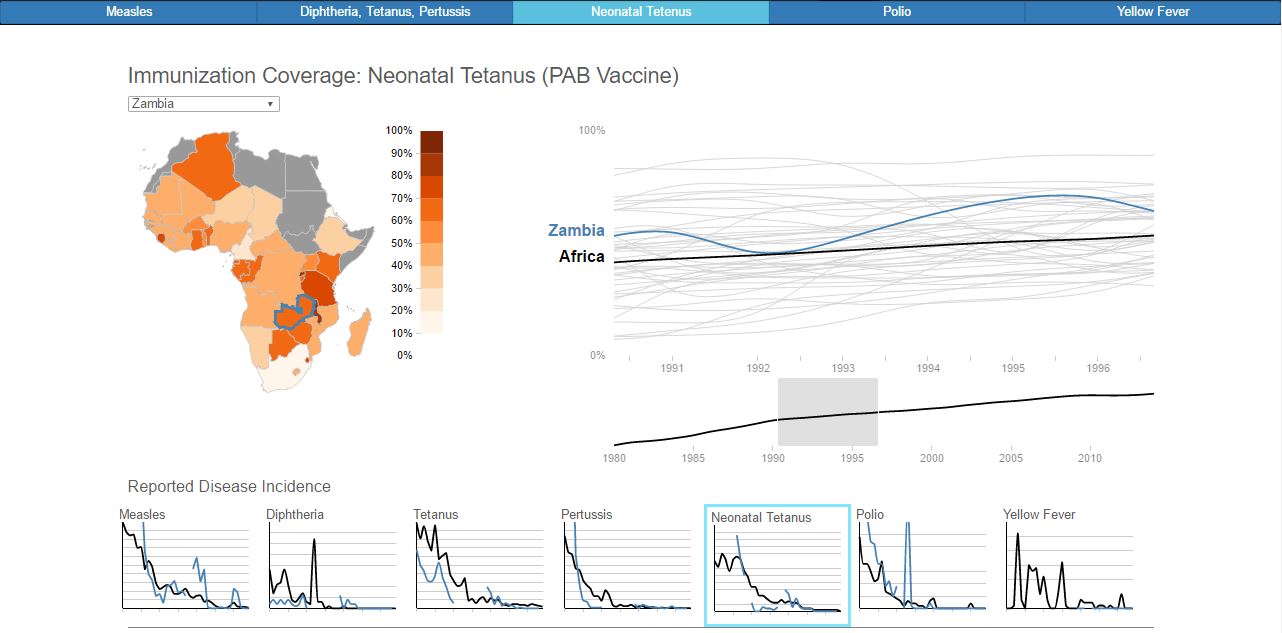 Measles
Diphtheria, Tetanus, Pertussis
Neonatal Tetenus
Polio
Yellow Fever
Immunization Coverage: Neonatal Tetanus (PAB Vaccine)
Zambia
100%
90%
80%
70%
60%
50%
40%
30%
20%
10%
0%
100%
Zambia
Africa
0%
1991 1992 1993 1994 1995 1996
1980 1985 1990 1995 2000 2005 2010
Reported Disease Incidence
Measles
Diphtheria
Tetanus
Pertussis
Neonatal Tetanus
Polio
Yellow Fever